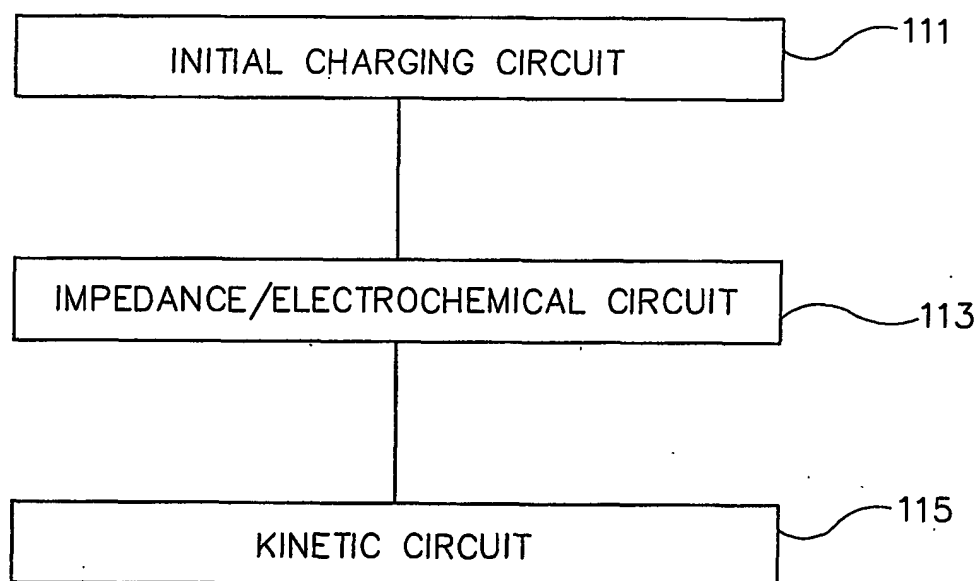 INITIAL CHARGING CIRCUIT
111
IMPEDANCE/ELECTROCHEMICAL CIRCUIT
113
KINETIC CIRCUIT
115